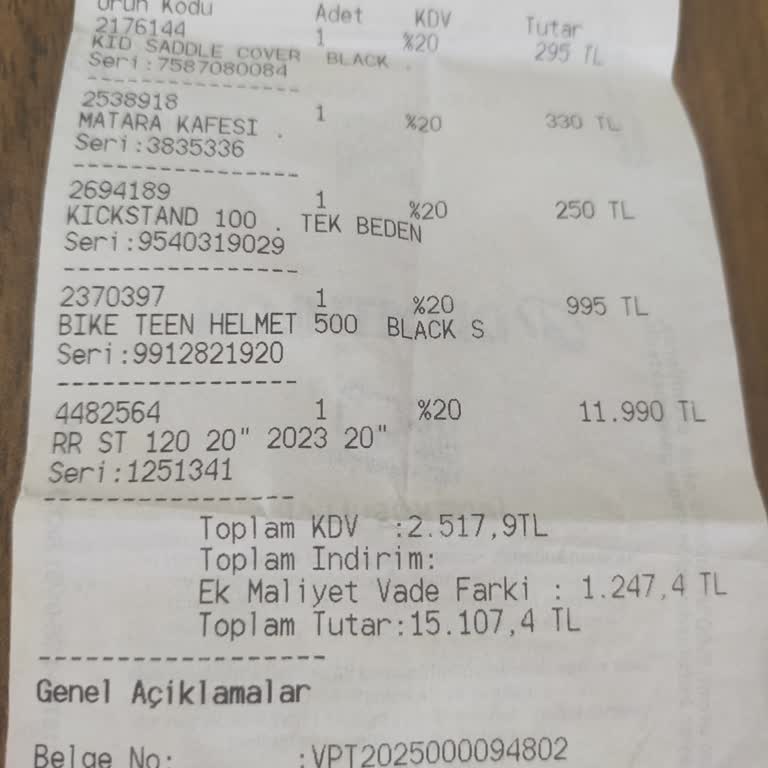 Ürün Kodu Adet KDV Tutar
2176144 1 %20 295 TL
KID SADDLE COVER BLACK .
Seri:7587080084
2538918 1 %20 330 TL
MATARA KAFESI .
Seri:3835336
2694189 1 %20 250 TL
KICKSTAND 100 . TEK BEDEN
Seri:9540319029
2370397 1 %20 995 TL
BIKE TEEN HELMET 500 BLACK S
Seri:9912821920
4482564 1 %20 11.990 TL
RR ST 120 20" 2023 20"
Seri:1251341
Toplam KDV :2.517,9TL
Toplam Indirim:
Ek Maliyet Vade Farki : 1.247,4 TL
Toplam Tutar:15.107,4 TL
Genel Açiklamalar
Belge No: :VPT2025000094802